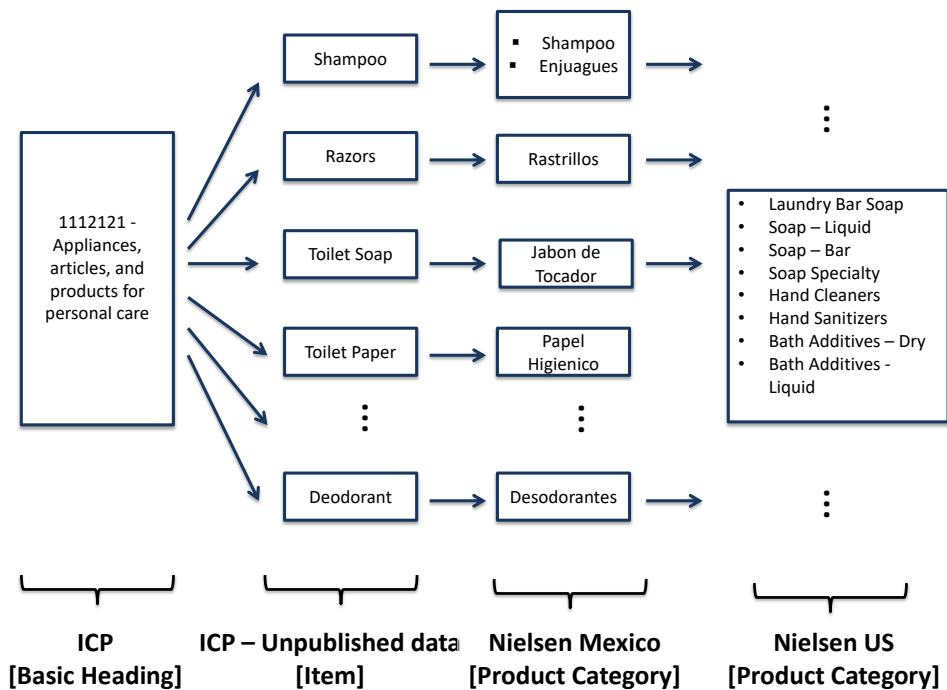 Shampoo
▪ Shampoo
▪ Enjuagues
Razors
Rastrillos
1112121 -
Appliances,
articles, and
products for
personal care
Toilet Soap
Jabon de
Tocador
• Laundry Bar Soap
• Soap – Liquid
• Soap – Bar
• Soap Specialty
• Hand Cleaners
• Hand Sanitizers
• Bath Additives – Dry
• Bath Additives -
Liquid
Toilet Paper
Papel
Higienico
Deodorant
Desodorantes
ICP
[Basic Heading]
ICP – Unpublished data
[Item]
Nielsen Mexico
[Product Category]
Nielsen US
[Product Category]